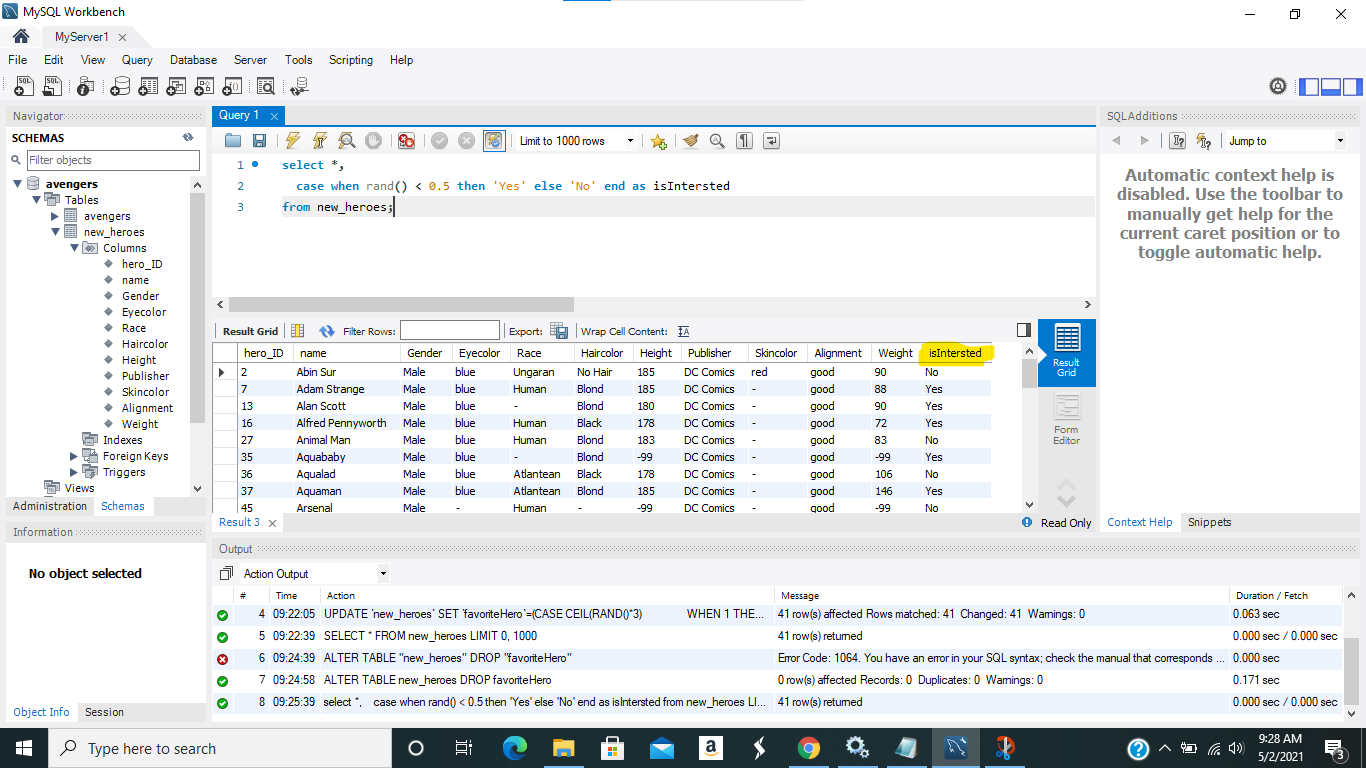 MySQL Workbench
MyServer1
File Edit View Query Database Server Tools Scripting Help
Navigator
SCHEMAS
Filter objects
avengers
Tables
avengers
new_heroes
Columns
hero_ID
name
Gender
Eyecolor
Race
Haircolor
Height
Publisher
Skincolor
Alignment
Weight
Indexes
Foreign Keys
Triggers
Views
Administration Schemas
Information
No object selected
Object Info Session
Query 1
Limit to 1000 rows
1 select *,
2 case when rand() < 0.5 then 'Yes' else 'No' end as isIntersted
3 from new_heroes;
Result Grid Filter Rows: Export: Wrap Cell Content:
hero_ID name Gender Eyecolor Race Haircolor Height Publisher Skincolor Alignment Weight isIntersted
2 Abin Sur Male blue Ungaran No Hair 185 DC Comics red good 90 No
7 Adam Strange Male blue Human Blond 185 DC Comics - good 88 Yes
13 Alan Scott Male blue - Blond 180 DC Comics - good 90 Yes
16 Alfred Pennyworth Male blue Human Black 178 DC Comics - good 72 Yes
27 Animal Man Male blue Human Blond 183 DC Comics - good 83 No
35 Aquababy Male blue - Blond -99 DC Comics - good -99 Yes
36 Aqualad Male blue Atlantean Black 178 DC Comics - good 106 No
37 Aquaman Male blue Atlantean Blond 185 DC Comics - good 146 Yes
45 Arsenal Male - Human - -99 DC Comics - good -99 No
Result Grid
Form Editor
Result 3
Read Only
SQLAdditions
Jump to
Automatic context help is
disabled. Use the toolbar to
manually get help for the
current caret position or to
toggle automatic help.
Context Help Snippets
Output
Action Output
# Time Action Message Duration / Fetch
4 09:22:05 UPDATE `new_heroes` SET `favoriteHero`=(CASE CEIL(RAND()*3) WHEN 1 THE... 41 row(s) affected Rows matched: 41 Changed: 41 Warnings: 0 0.063 sec
5 09:22:39 SELECT * FROM new_heroes LIMIT 0, 1000 41 row(s) returned 0.000 sec / 0.000 sec
6 09:24:39 ALTER TABLE "new_heroes" DROP "favoriteHero" Error Code: 1064. You have an error in your SQL syntax; check the manual that corresponds ... 0.000 sec
7 09:24:58 ALTER TABLE new_heroes DROP favoriteHero 0 row(s) affected Records: 0 Duplicates: 0 Warnings: 0 0.171 sec
8 09:25:39 select *, case when rand() < 0.5 then 'Yes' else 'No' end as isIntersted from new_heroes LI... 41 row(s) returned 0.000 sec / 0.000 sec
Type here to search
9:28 AM
5/2/2021
3